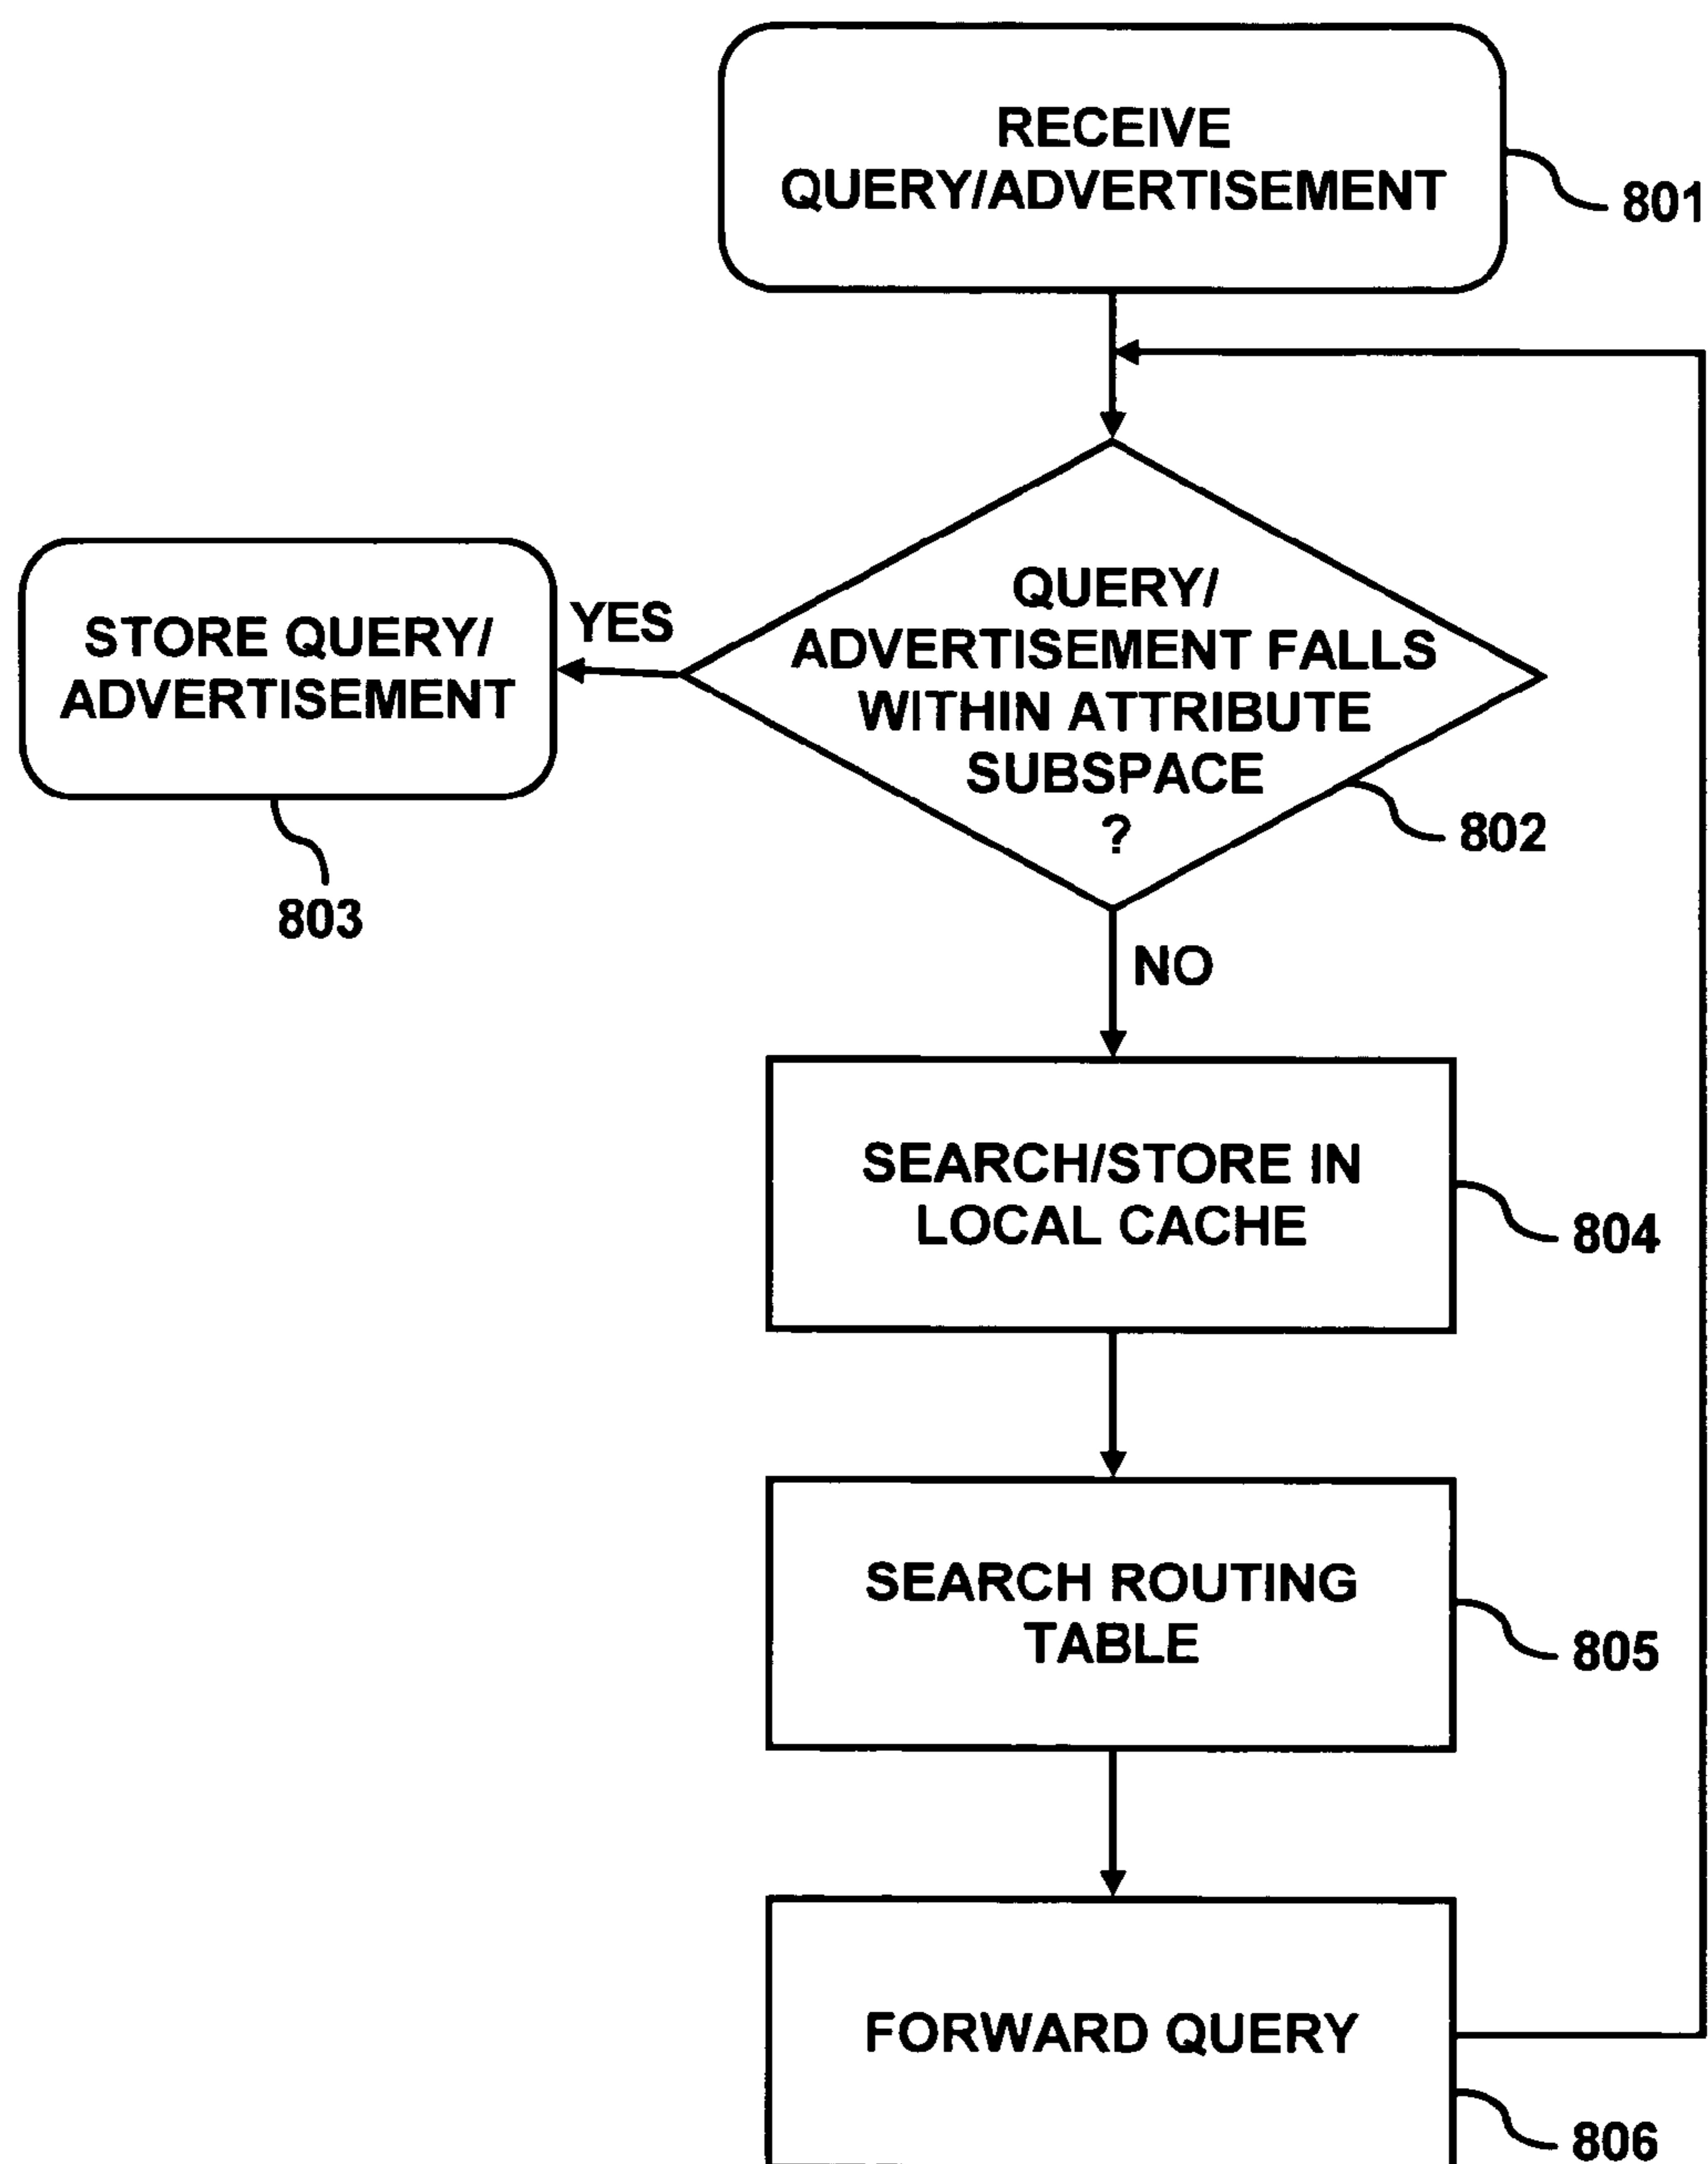 RECEIVE
QUERY/ADVERTISEMENT
801
QUERY/
ADVERTISEMENT FALLS
WITHIN ATTRIBUTE
SUBSPACE
?
802
YES
STORE QUERY/
ADVERTISEMENT
803
NO
SEARCH/STORE IN
LOCAL CACHE
804
SEARCH ROUTING
TABLE
805
FORWARD QUERY
806